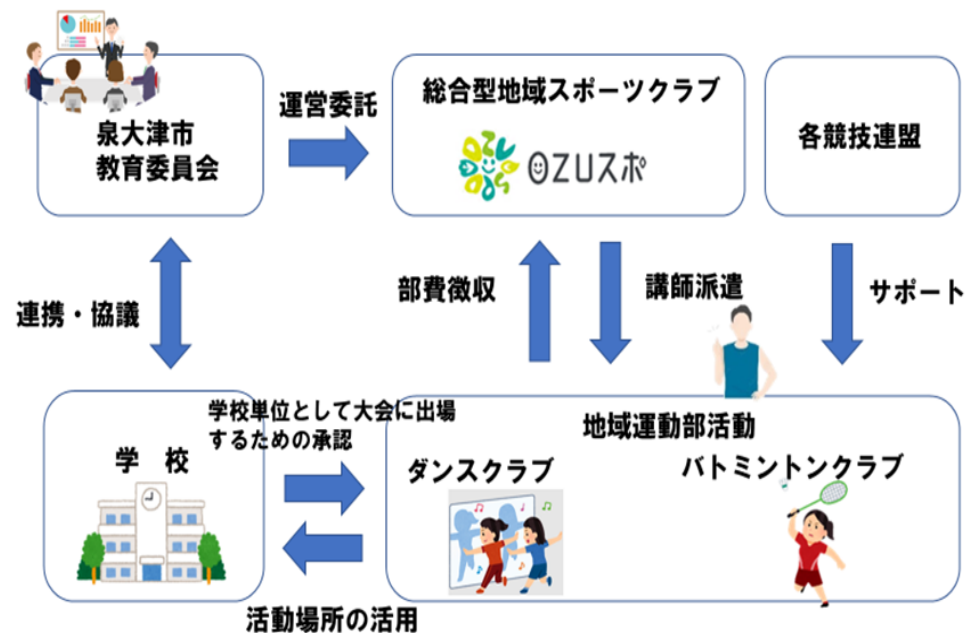 泉大津市
教育委員会
運営委託
総合型地域スポーツクラブ
OZUスポ
各競技連盟
連携・協議
部費徴収
講師派遣
サポート
学校単位として大会に出場
するための承認
学　校
地域運動部活動
ダンスクラブ
バトミントンクラブ
活動場所の活用